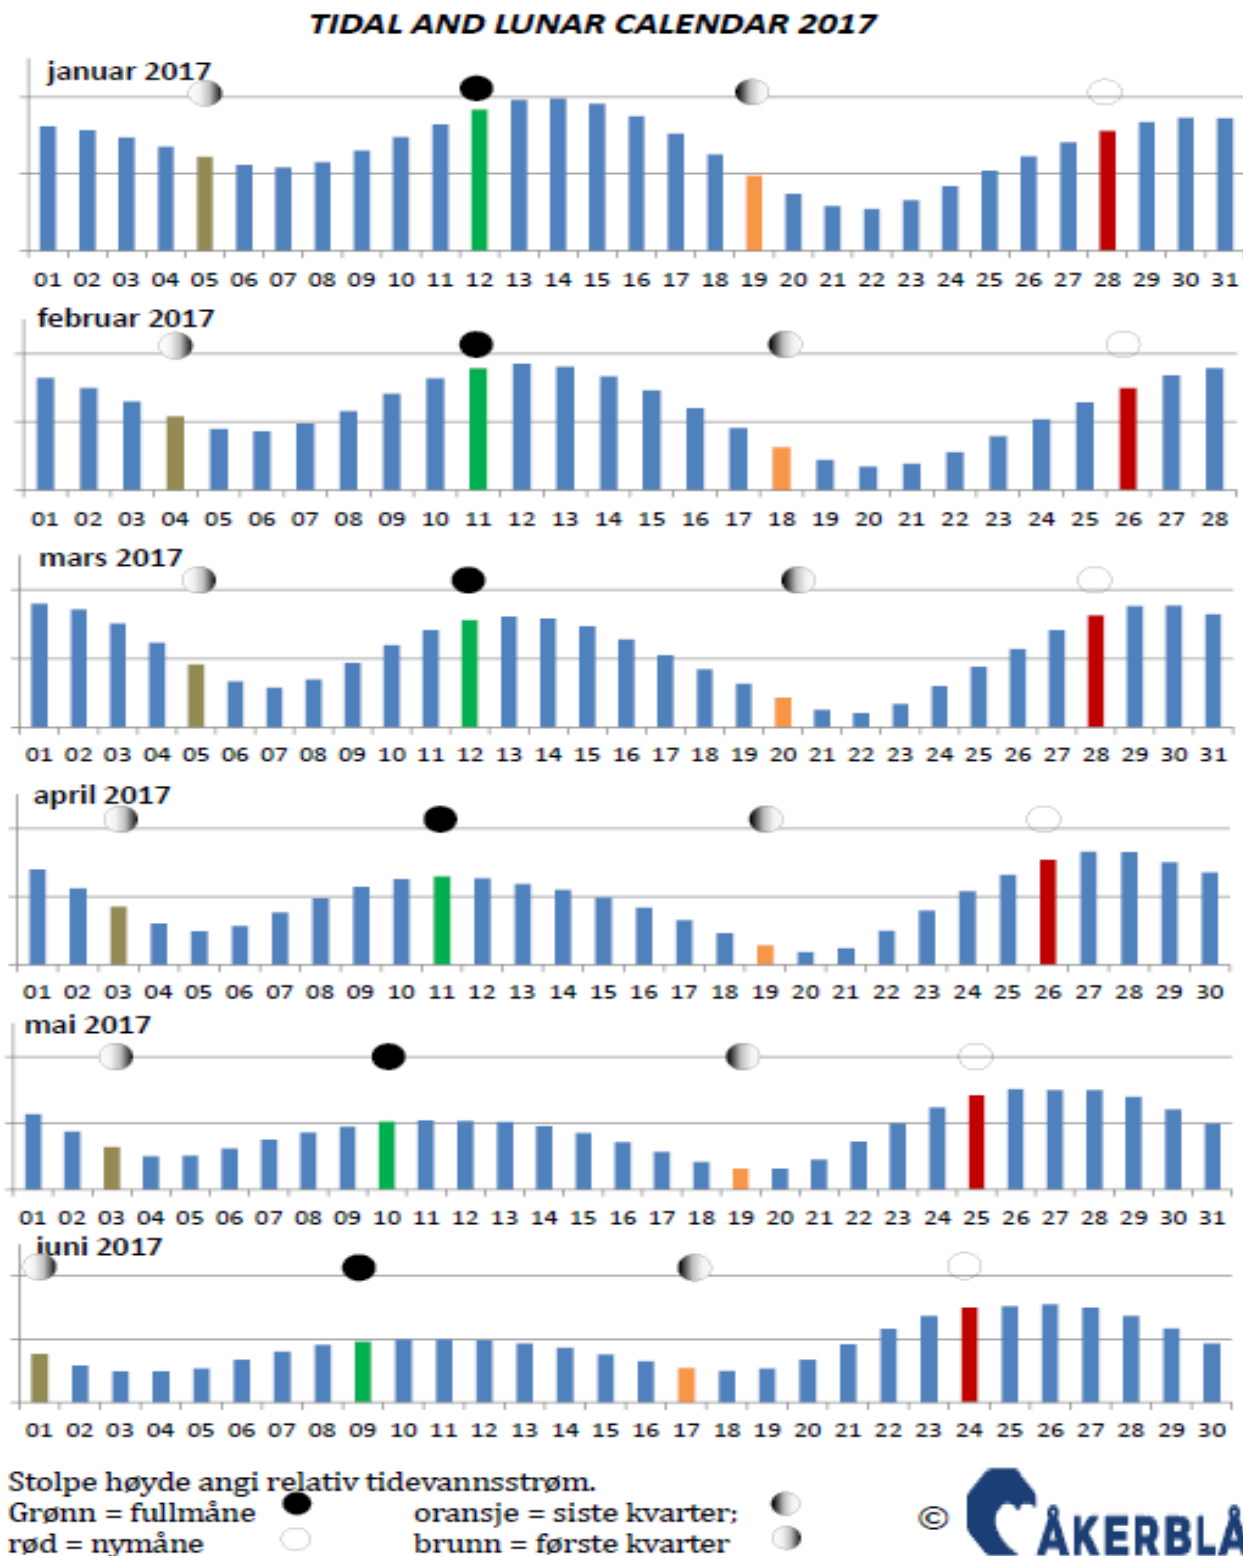 TIDAL AND LUNAR CALENDAR 2017
januar 2017
01 02 03 04 05 06 07 08 09 10 11 12 13 14 15 16 17 18 19 20 21 22 23 24 25 26 27 28 29 30 31
februar 2017
01 02 03 04 05 06 07 08 09 10 11 12 13 14 15 16 17 18 19 20 21 22 23 24 25 26 27 28
mars 2017
01 02 03 04 05 06 07 08 09 10 11 12 13 14 15 16 17 18 19 20 21 22 23 24 25 26 27 28 29 30 31
april 2017
01 02 03 04 05 06 07 08 09 10 11 12 13 14 15 16 17 18 19 20 21 22 23 24 25 26 27 28 29 30
mai 2017
01 02 03 04 05 06 07 08 09 10 11 12 13 14 15 16 17 18 19 20 21 22 23 24 25 26 27 28 29 30 31
juni 2017
01 02 03 04 05 06 07 08 09 10 11 12 13 14 15 16 17 18 19 20 21 22 23 24 25 26 27 28 29 30
Stolpe høyde angi relativ tidevannsstrøm.
Grønn = fullmåne oransje = siste kvarter;
rød = nymåne brunn = første kvarter
© ÅKERBLÅ